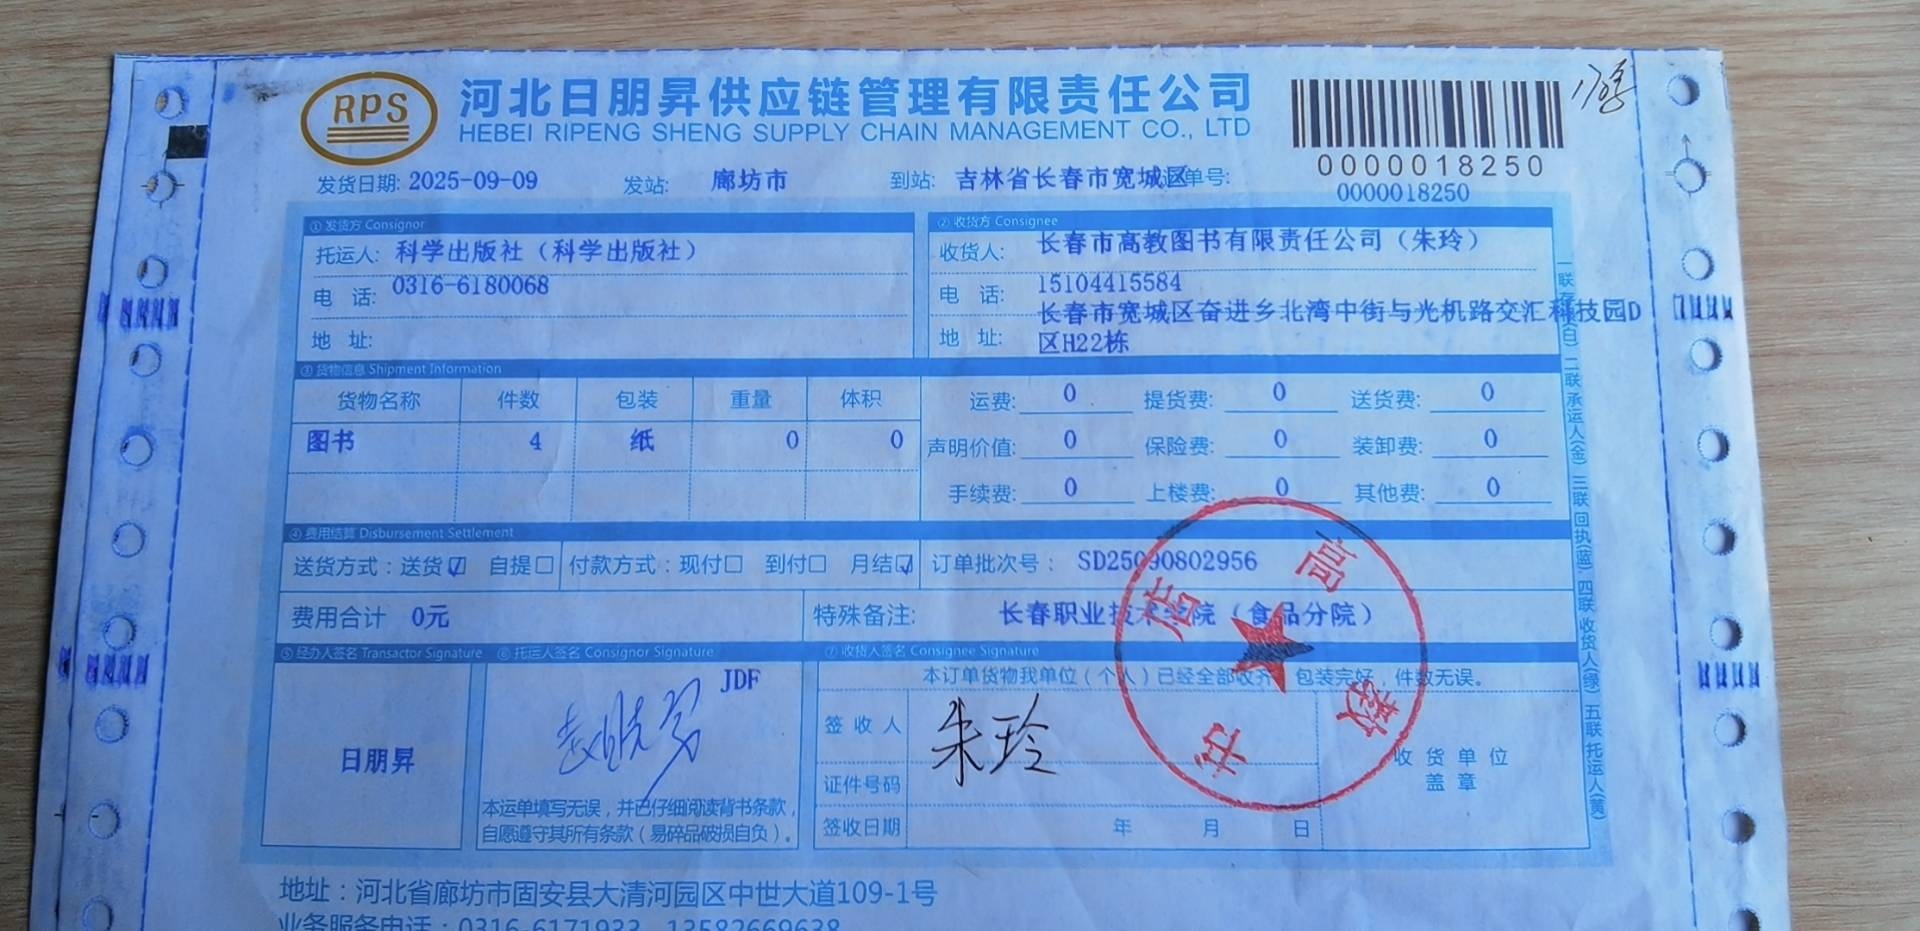 RPS
河北日朋昇供应链管理有限责任公司
HEBEI RIPENG SHENG SUPPLY CHAIN MANAGEMENT CO., LTD
0000018250
发货日期: 2025-09-09 发站: 廊坊市 到站: 吉林省长春市宽城区 单号: 0000018250
① 发货方 Consignor
托运人: 科学出版社（科学出版社）
电 话: 0316-6180068
地 址:
② 收货方 Consignee
收货人: 长春市高教图书有限责任公司（朱玲）
电 话: 15104415584
地 址: 长春市宽城区奋进乡北湾中街与光机路交汇科技园D
区H22栋
③ 货物信息 Shipment Information
货物名称 件数 包装 重量 体积
图书 4 纸 0 0
运费: 0 提货费: 0 送货费: 0
声明价值: 0 保险费: 0 装卸费: 0
手续费: 0 上楼费: 0 其他费: 0
④ 费用结算 Disbursement Settlement
送货方式：送货☑ 自提□ 付款方式：现付□ 到付□ 月结☑ 订单批次号： SD25090802956
费用合计 0元 特殊备注: 长春职业技术学院（食品分院）
⑤ 经办人签名 Transactor Signature ⑥ 托运人签名 Consignor Signature ⑦ 收货人签名 Consignee Signature
日朋昇
JDF
本运单填写无误，并已仔细阅读背书条款，
自愿遵守其所有条款（易碎品破损自负）。
本订单货物我单位（个人）已经全部收齐，包装完好，件数无误。
签收人 朱玲
证件号码
签收日期 年 月 日
收货单位
盖章
高教书店
一联存 (白) 二联承运人(金) 三联回执(蓝) 四联收货人(绿) 五联托运人(黄)
地址：河北省廊坊市固安县大清河园区中世大道109-1号
业务服务电话：0316-6171933 13582669638